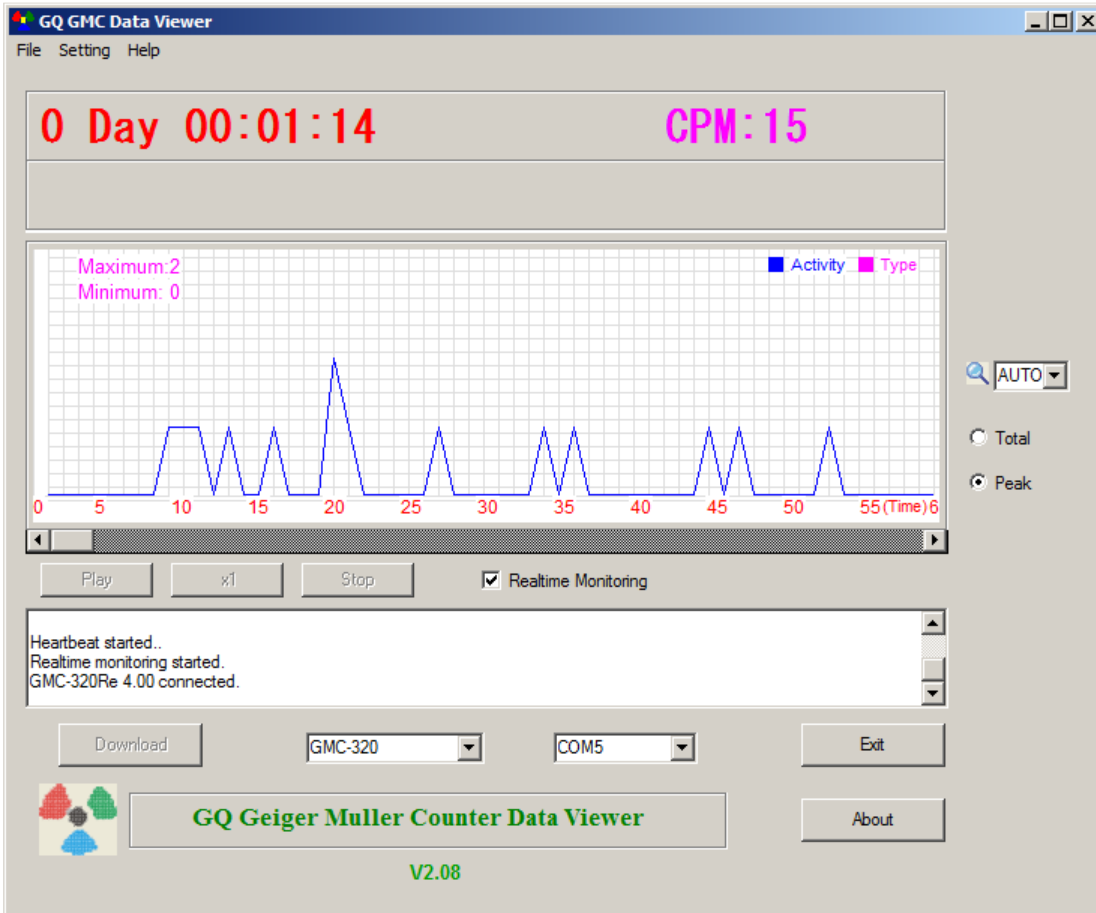 GQ GMC Data Viewer
File Setting Help
0 Day 00:01:14 CPM:15
Maximum:2
Minimum: 0
Activity Type
0 5 10 15 20 25 30 35 40 45 50 55 (Time) 6
AUTO
Total
Peak
Play x1 Stop Realtime Monitoring
Heartbeat started..
Realtime monitoring started.
GMC-320Re 4.00 connected.
Download GMC-320 COM5 Exit
GQ Geiger Muller Counter Data Viewer
About
V2.08